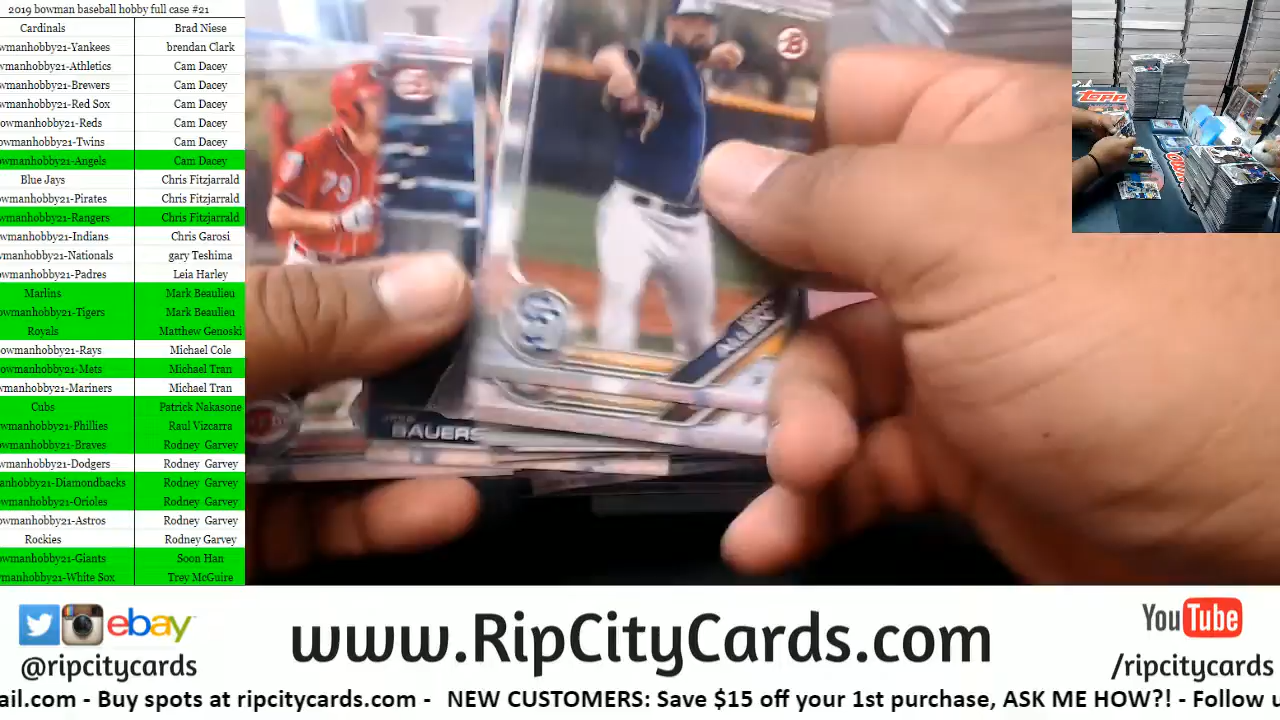 2019 bowman baseball hobby full case #21
Cardinals Brad Niese
owmanhobby21-Yankees brendan Clark
owmanhobby21-Athletics Cam Dacey
owmanhobby21-Brewers Cam Dacey
owmanhobby21-Red Sox Cam Dacey
owmanhobby21-Reds Cam Dacey
owmanhobby21-Twins Cam Dacey
owmanhobby21-Angels Cam Dacey
Blue Jays Chris Fitzjarrald
owmanhobby21-Pirates Chris Fitzjarrald
owmanhobby21-Rangers Chris Fitzjarrald
owmanhobby21-Indians Chris Garosi
owmanhobby21-Nationals gary Teshima
owmanhobby21-Padres Leia Harley
Marlins Mark Beaulieu
owmanhobby21-Tigers Mark Beaulieu
Royals Matthew Genoski
owmanhobby21-Rays Michael Cole
owmanhobby21-Mets Michael Tran
owmanhobby21-Mariners Michael Tran
Cubs Patrick Nakasone
owmanhobby21-Phillies Raul Vizcarra
owmanhobby21-Braves Rodney Garvey
owmanhobby21-Dodgers Rodney Garvey
manhobby21-Diamondbacks Rodney Garvey
owmanhobby21-Orioles Rodney Garvey
owmanhobby21-Astros Rodney Garvey
Rockies Rodney Garvey
owmanhobby21-Giants Soon Han
wmanhobby21-White Sox Trey McGuire
79
BAUERS
TOPP
ebay
@ripcitycards
www.RipCityCards.com
YouTube
/ripcitycards
ail.com - Buy spots at ripcitycards.com - NEW CUSTOMERS: Save $15 off your 1st purchase, ASK ME HOW?! - Follow u